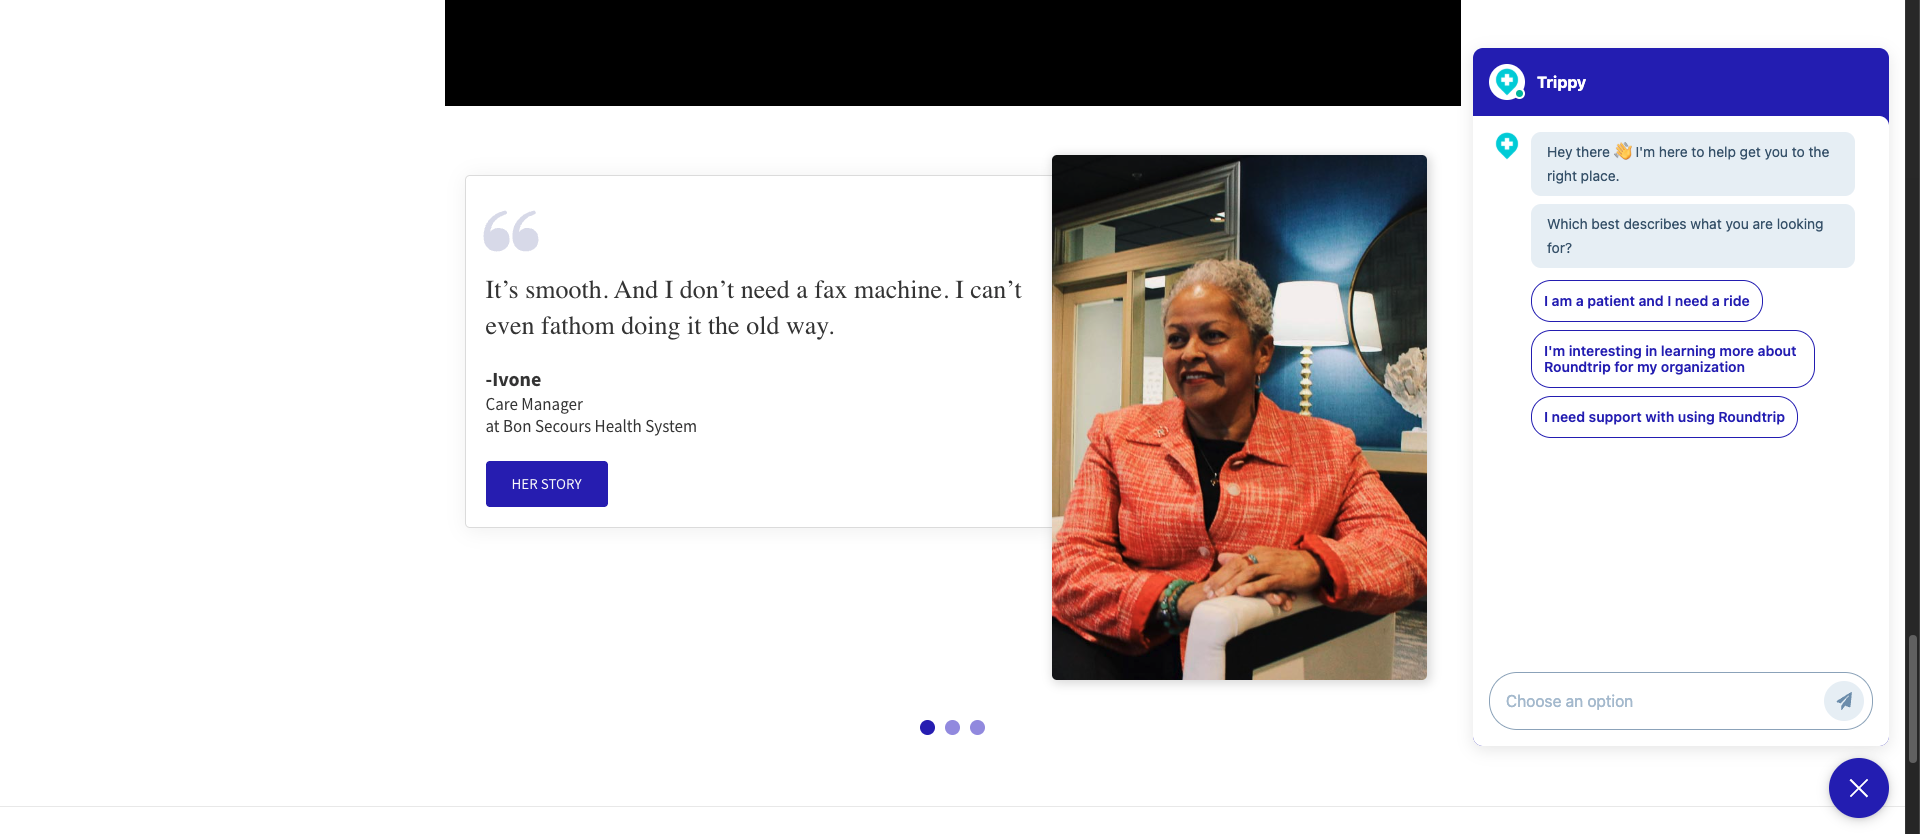 It’s smooth. And I don’t need a fax machine. I can’t
even fathom doing it the old way.
-Ivone
Care Manager
at Bon Secours Health System
HER STORY
Trippy
Hey there 👋 I'm here to help get you to the
right place.
Which best describes what you are looking
for?
I am a patient and I need a ride
I'm interesting in learning more about
Roundtrip for my organization
I need support with using Roundtrip
Choose an option